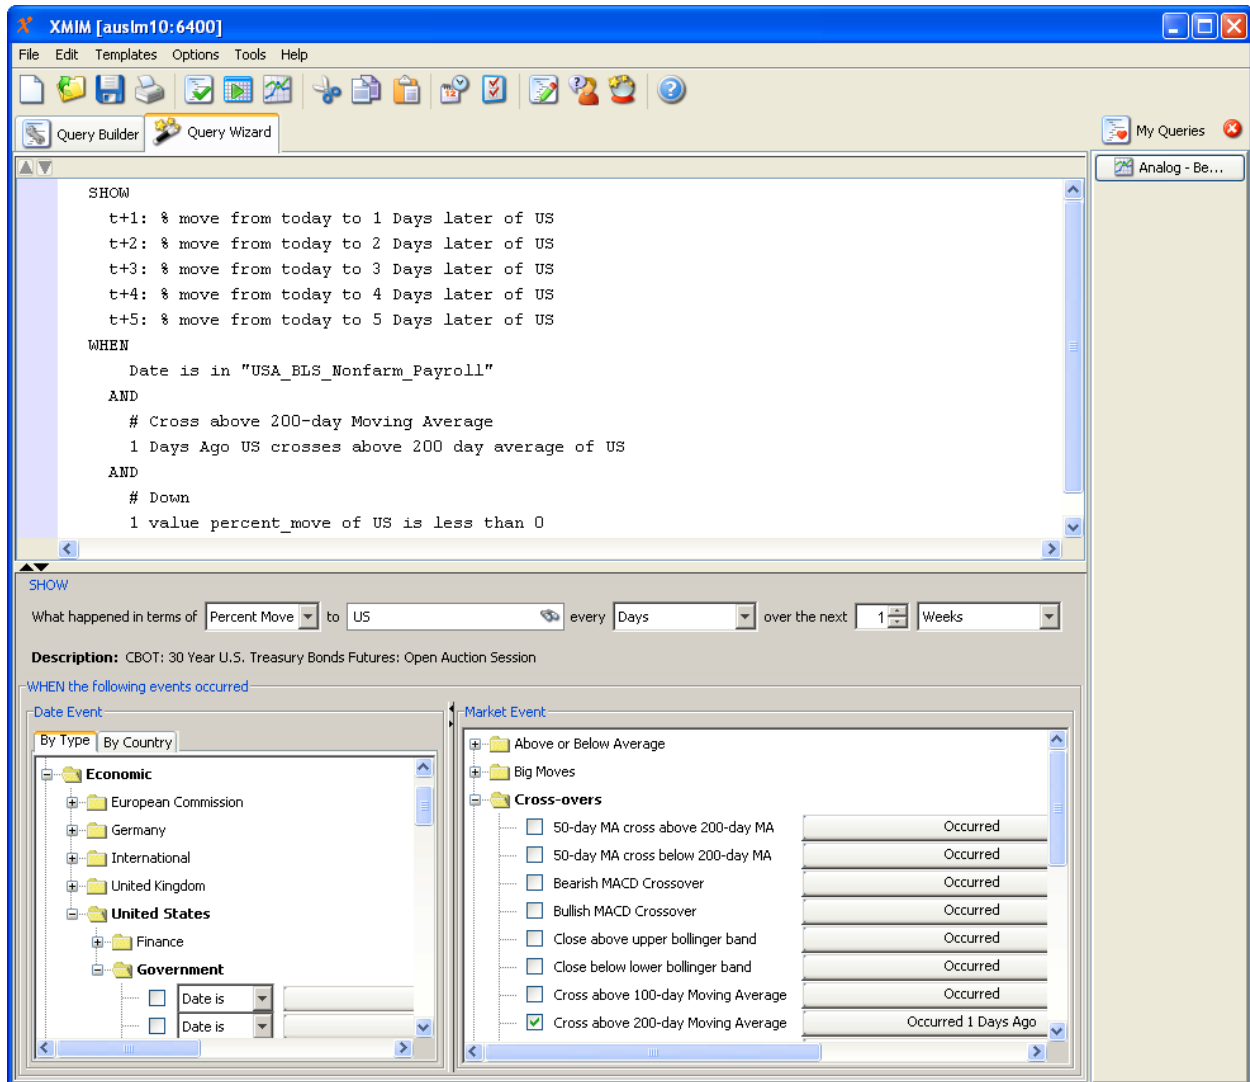 XMIM [auslm10:6400]
File Edit Templates Options Tools Help
Query Builder Query Wizard My Queries
Analog - Be...
SHOW
t+1: % move from today to 1 Days later of US
t+2: % move from today to 2 Days later of US
t+3: % move from today to 3 Days later of US
t+4: % move from today to 4 Days later of US
t+5: % move from today to 5 Days later of US
WHEN
Date is in "USA_BLS_Nonfarm_Payroll"
AND
# Cross above 200-day Moving Average
1 Days Ago US crosses above 200 day average of US
AND
# Down
1 value percent_move of US is less than 0
SHOW
What happened in terms of Percent Move to US every Days over the next 1 Weeks
Description: CBOT: 30 Year U.S. Treasury Bonds Futures: Open Auction Session
WHEN the following events occurred
Date Event
By Type By Country
Economic
European Commission
Germany
International
United Kingdom
United States
Finance
Government
Date is
Date is
Market Event
Above or Below Average
Big Moves
Cross-overs
50-day MA cross above 200-day MA Occurred
50-day MA cross below 200-day MA Occurred
Bearish MACD Crossover Occurred
Bullish MACD Crossover Occurred
Close above upper bollinger band Occurred
Close below lower bollinger band Occurred
Cross above 100-day Moving Average Occurred
Cross above 200-day Moving Average Occurred 1 Days Ago